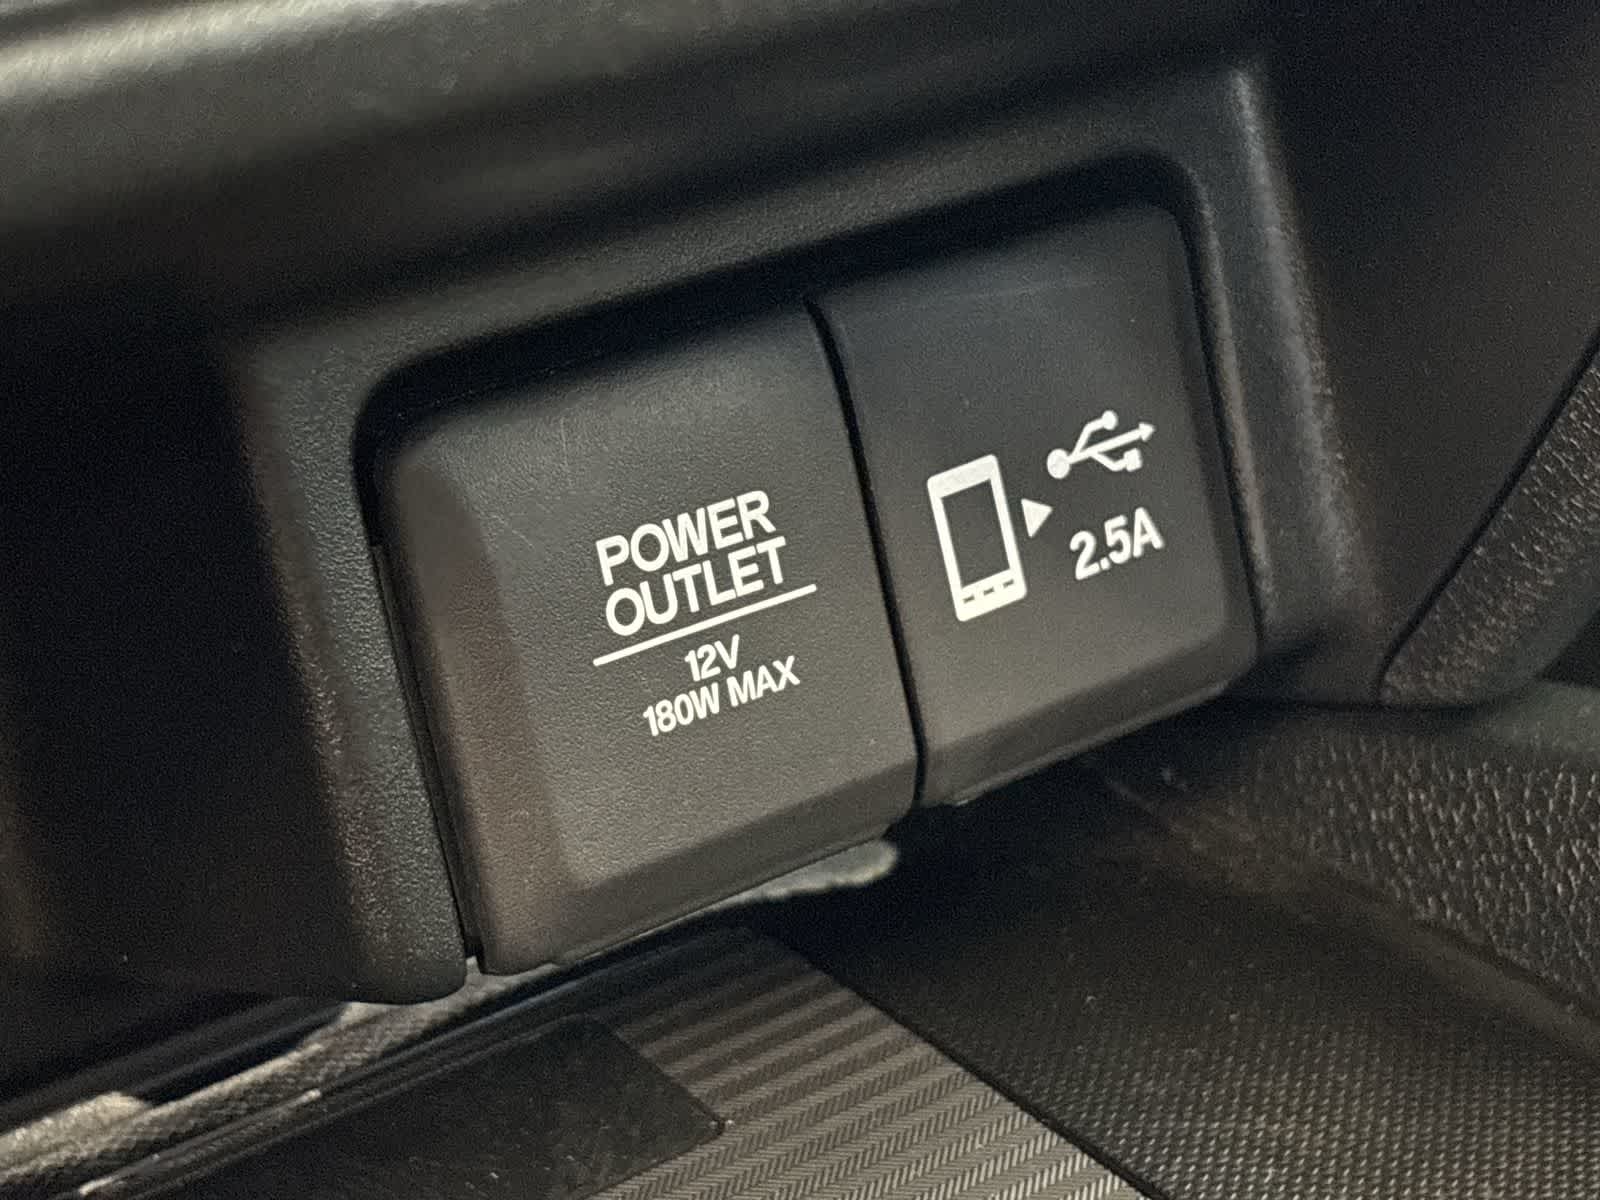 POWER
OUTLET
12V
180W MAX
2.5A